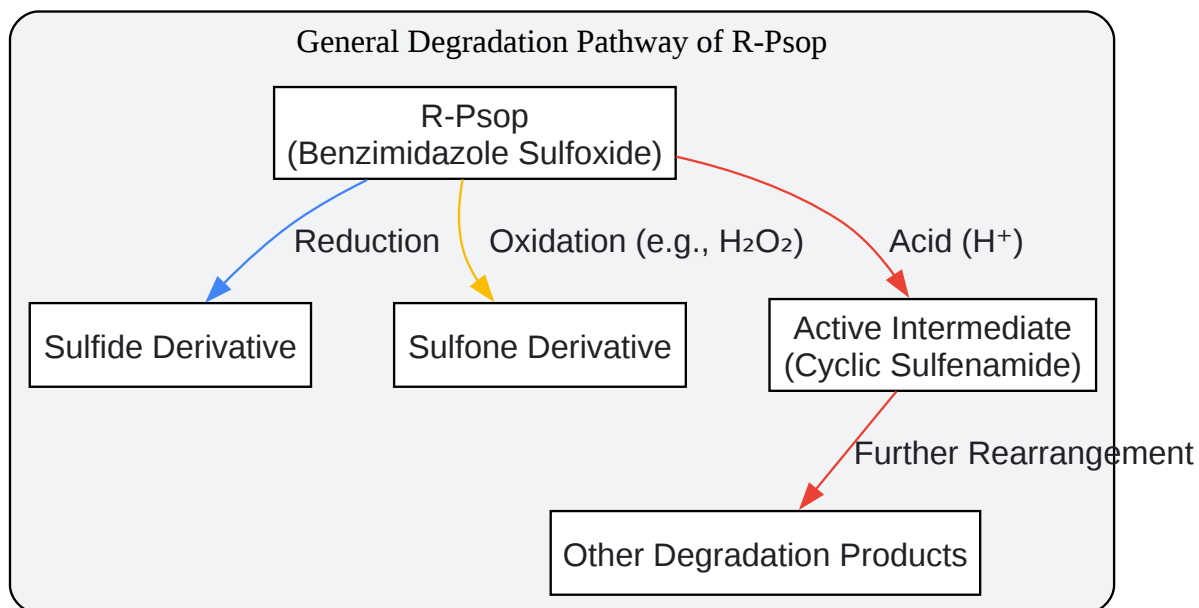 General Degradation Pathway of R-Psop
R-Psop
(Benzimidazole Sulfoxide)
Reduction
Oxidation (e.g., H₂O₂)
Acid (H⁺)
Sulfide Derivative
Sulfone Derivative
Active Intermediate
(Cyclic Sulfenamide)
Further Rearrangement
Other Degradation Products